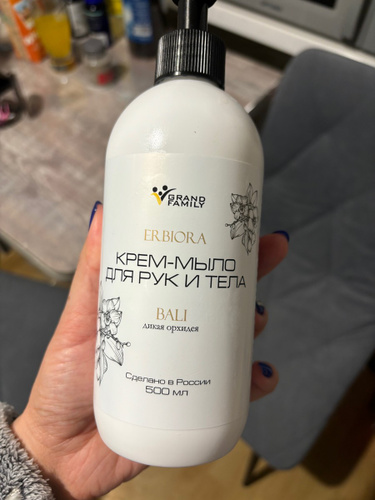 GRAND
FAMILY
ERBIORA
КРЕМ-МЫЛО
ДЛЯ РУК И ТЕЛА
BALI
дикая орхидея
Сделано в России
500 мл